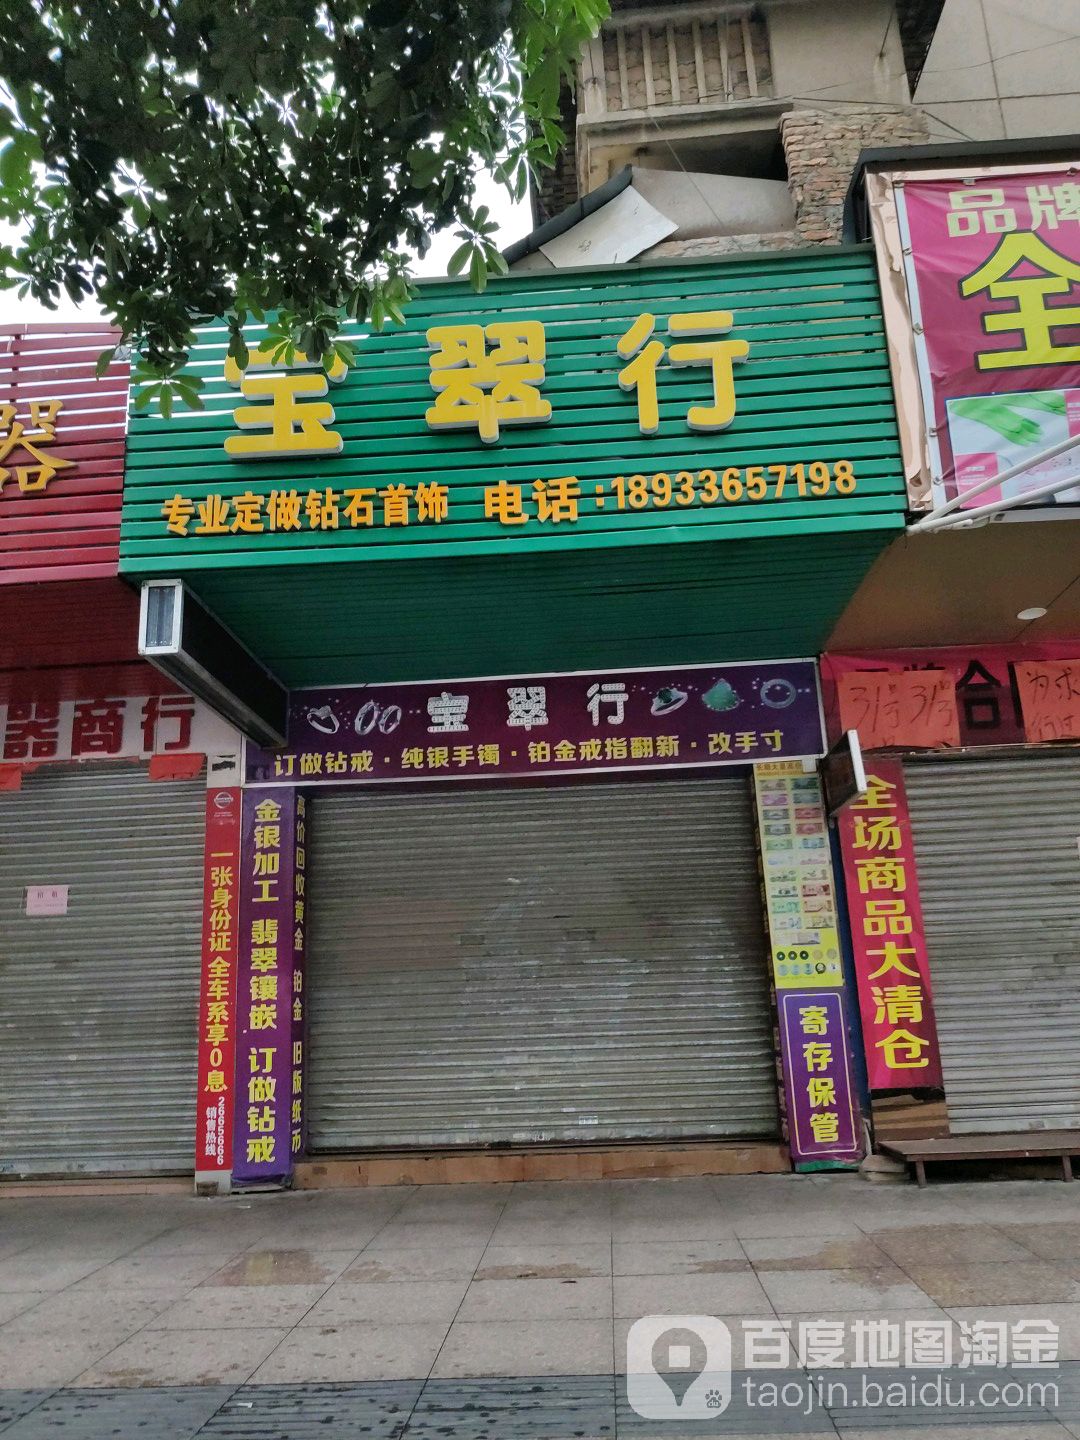 品牌
全
器
宝翠行
专业定做钻石首饰 电话:18933657198
器商行
宝翠行
订做钻戒·纯银手镯·铂金戒指翻新·改手寸
一张身份证 全车系享0息
销售热线 2665666
金银加工 翡翠镶嵌 订做钻戒
高价回收黄金 铂金 旧版纸币
寄存保管
全场商品大清仓
百度地图淘金
taojin.baidu.com